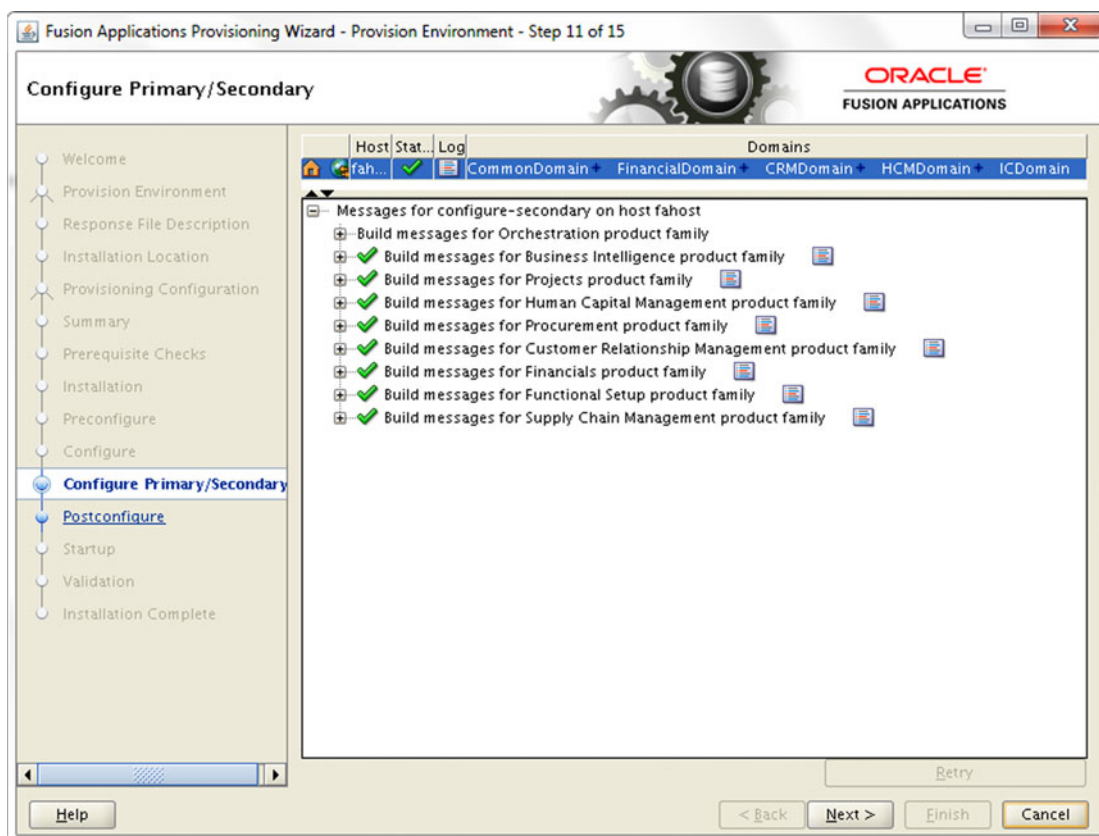 Fusion Applications Provisioning Wizard - Provision Environment - Step 11 of 15
Configure Primary/Secondary
ORACLE
FUSION APPLICATIONS
Welcome
Provision Environment
Response File Description
Installation Location
Provisioning Configuration
Summary
Prerequisite Checks
Installation
Preconfigure
Configure
Configure Primary/Secondary
Postconfigure
Startup
Validation
Installation Complete
Host Stat... Log Domains
fah... CommonDomain+ FinancialDomain+ CRMDomain+ HCMDomain+ ICDomain
Messages for configure-secondary on host fahost
Build messages for Orchestration product family
Build messages for Business Intelligence product family
Build messages for Projects product family
Build messages for Human Capital Management product family
Build messages for Procurement product family
Build messages for Customer Relationship Management product family
Build messages for Financials product family
Build messages for Functional Setup product family
Build messages for Supply Chain Management product family
Retry
Help < Back Next > Finish Cancel